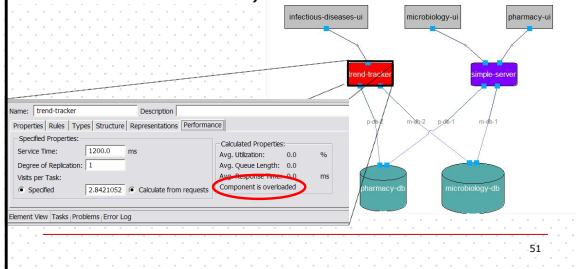 infectious-diseases-ui
microbiology-ui
pharmacy-ui
trend-tracker
simple-server
p-db-2
m-db-2
p-db-1
m-db-1
pharmacy-db
microbiology-db
Name: trend-tracker Description
Properties Rules Types Structure Representations Performance
Specified Properties:
Service Time: 1200.0 ms
Degree of Replication: 1
Visits per Task:
Specified 2.8421052 Calculate from requests
Calculated Properties:
Avg. Utilization: 0.0 %
Avg. Queue Length: 0.0
Avg. Response Time: 0.0 ms
Component is overloaded
Element View Tasks Problems Error Log
51